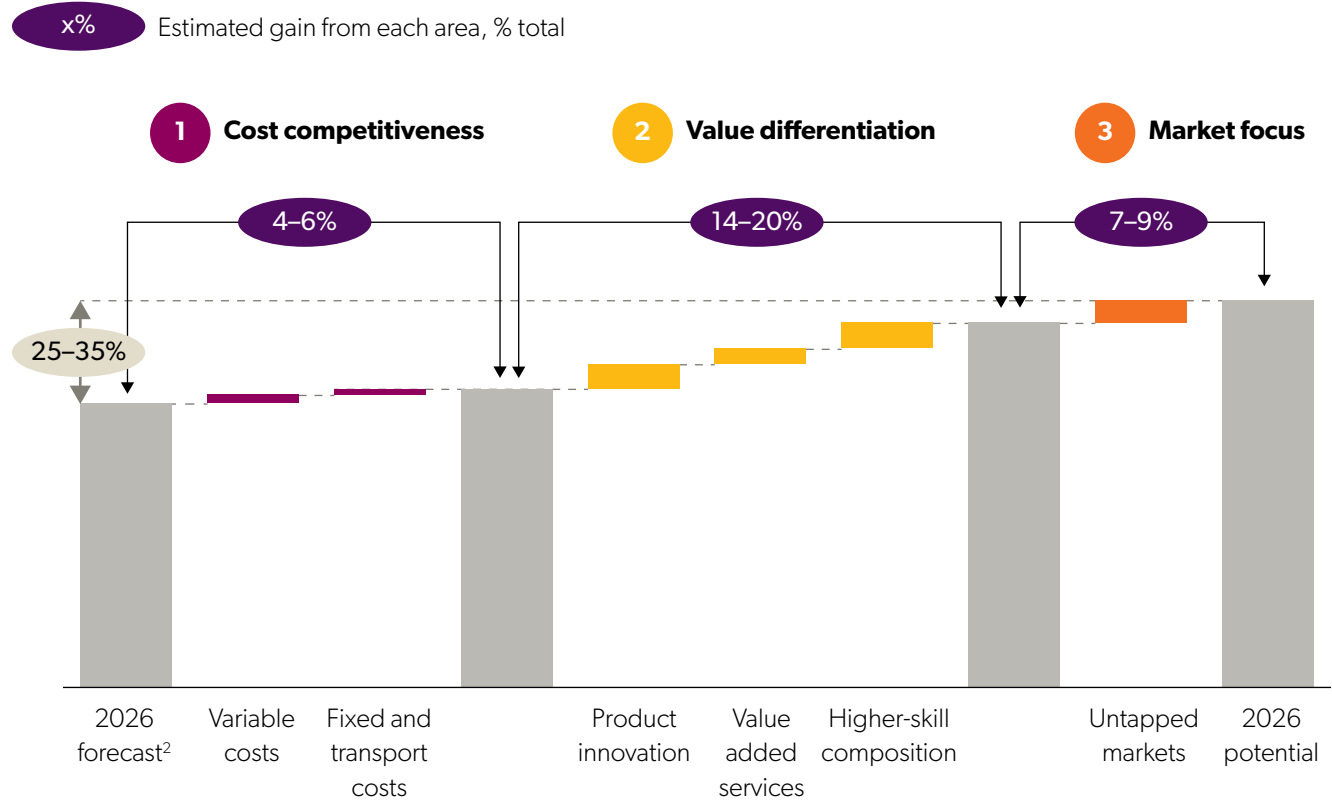 x% Estimated gain from each area, % total
1 Cost competitiveness
2 Value differentiation
3 Market focus
4–6%
14–20%
7–9%
25–35%
2026
forecast²
Variable
costs
Fixed and
transport
costs
Product
innovation
Value
added
services
Higher-skill
composition
Untapped
markets
2026
potential